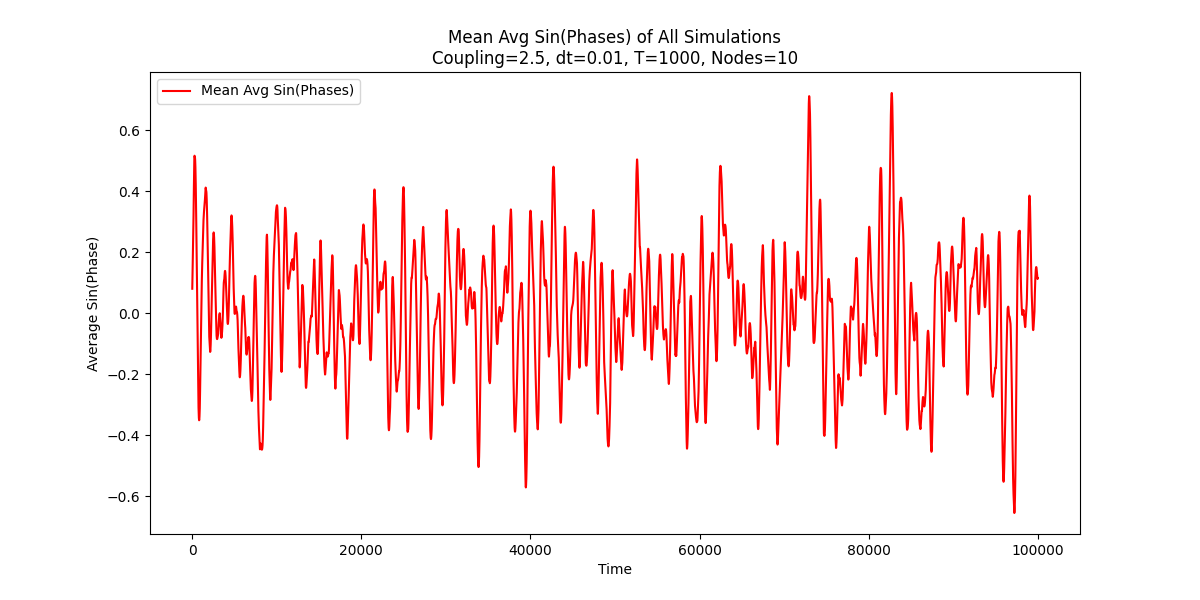 Mean Avg Sin(Phases) of All Simulations
Coupling=2.5, dt=0.01, T=1000, Nodes=10
Mean Avg Sin(Phases)
Average Sin(Phase)
0.6
0.4
0.2
0.0
−0.2
−0.4
−0.6
0 20000 40000 60000 80000 100000
Time